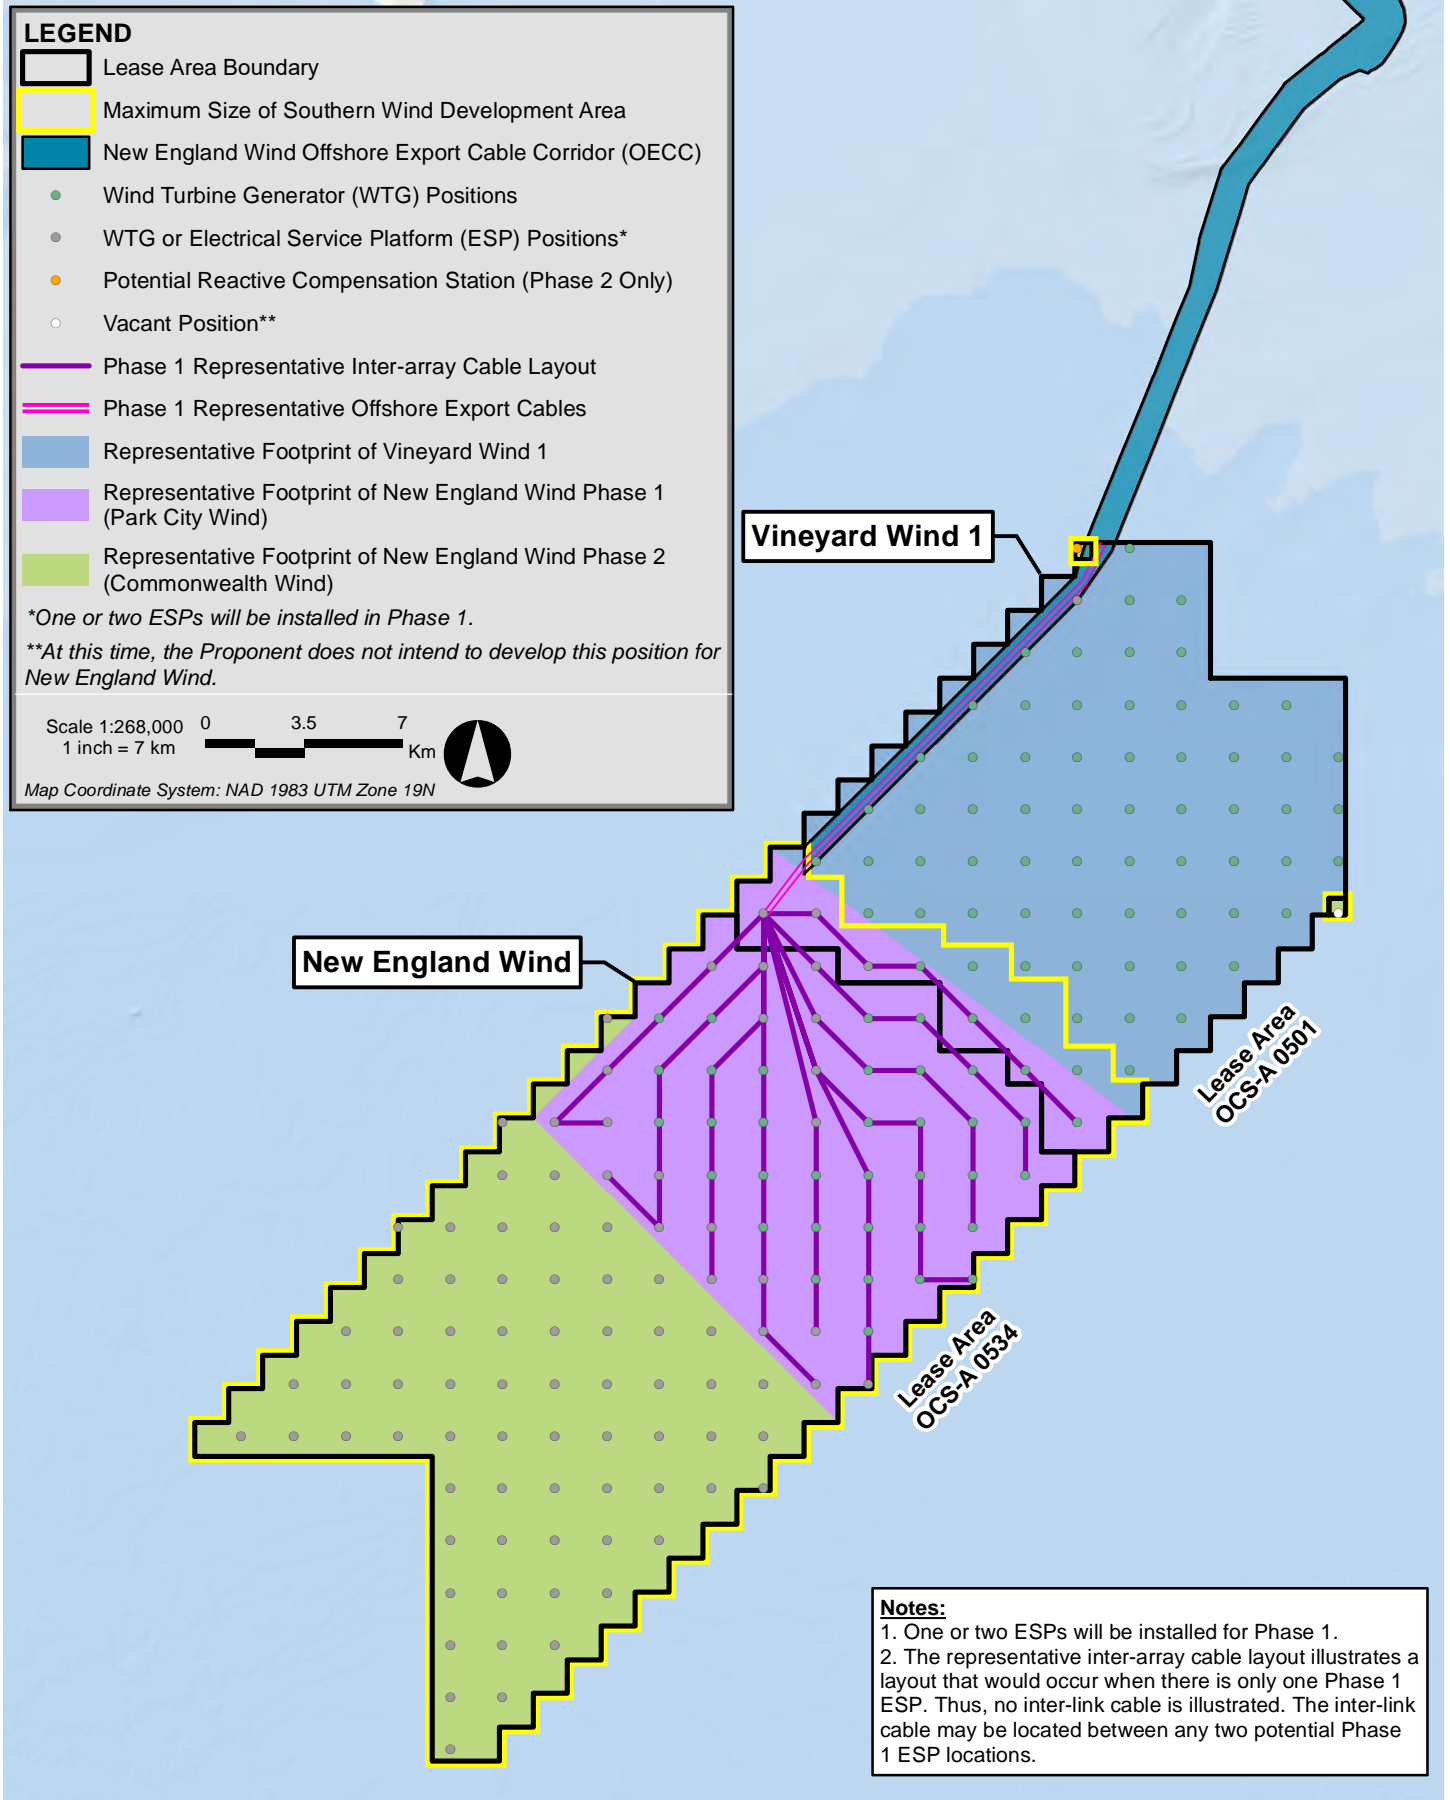 LEGEND
Lease Area Boundary
Maximum Size of Southern Wind Development Area
New England Wind Offshore Export Cable Corridor (OECC)
Wind Turbine Generator (WTG) Positions
WTG or Electrical Service Platform (ESP) Positions*
Potential Reactive Compensation Station (Phase 2 Only)
Vacant Position**
Phase 1 Representative Inter-array Cable Layout
Phase 1 Representative Offshore Export Cables
Representative Footprint of Vineyard Wind 1
Representative Footprint of New England Wind Phase 1
(Park City Wind)
Representative Footprint of New England Wind Phase 2
(Commonwealth Wind)
*One or two ESPs will be installed in Phase 1.
**At this time, the Proponent does not intend to develop this position for
New England Wind.
Scale 1:268,000
1 inch = 7 km
0 3.5 7
Km
Map Coordinate System: NAD 1983 UTM Zone 19N
Vineyard Wind 1
New England Wind
Lease Area
OCS-A 0501
Lease Area
OCS-A 0534
Notes:
1. One or two ESPs will be installed for Phase 1.
2. The representative inter-array cable layout illustrates a
layout that would occur when there is only one Phase 1
ESP. Thus, no inter-link cable is illustrated. The inter-link
cable may be located between any two potential Phase
1 ESP locations.